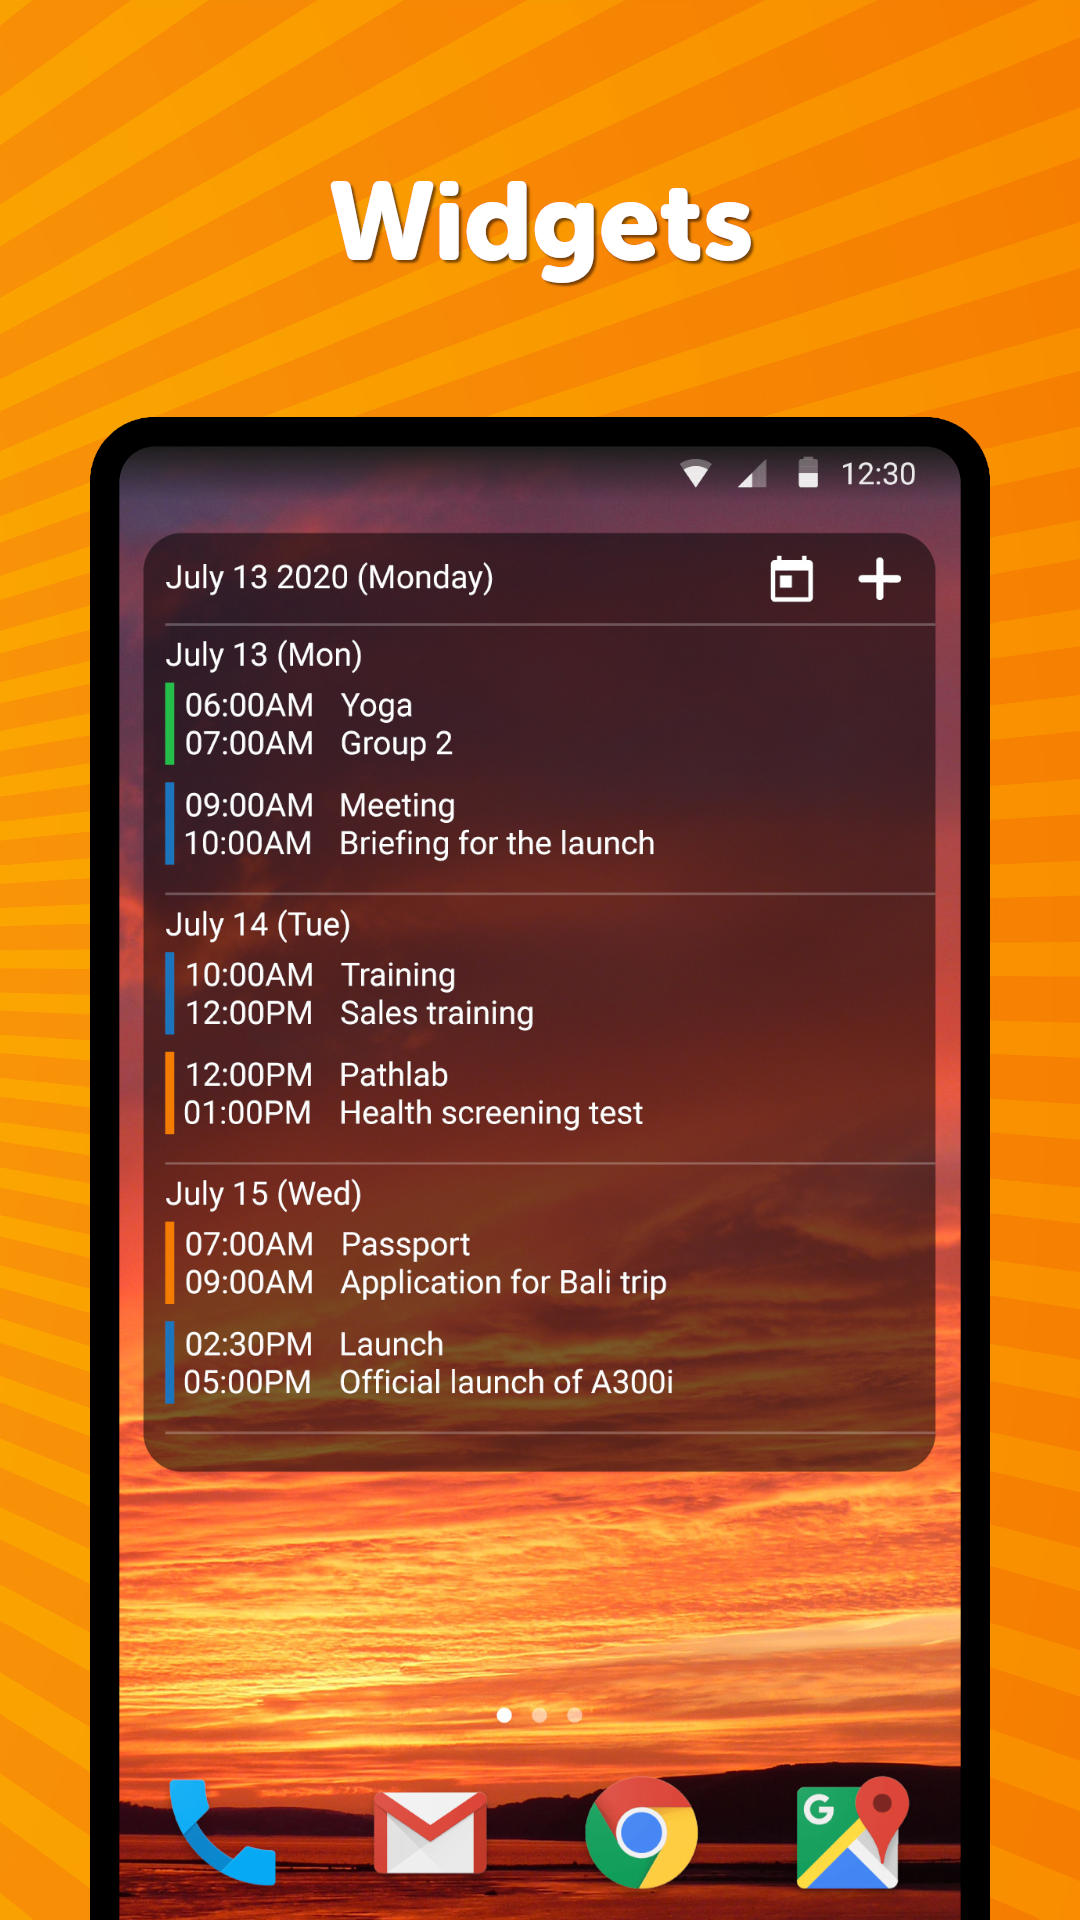 Widgets
12:30
July 13 2020 (Monday)
July 13 (Mon)
06:00AM Yoga
07:00AM Group 2
09:00AM Meeting
10:00AM Briefing for the launch
July 14 (Tue)
10:00AM Training
12:00PM Sales training
12:00PM Pathlab
01:00PM Health screening test
July 15 (Wed)
07:00AM Passport
09:00AM Application for Bali trip
02:30PM Launch
05:00PM Official launch of A300i
G